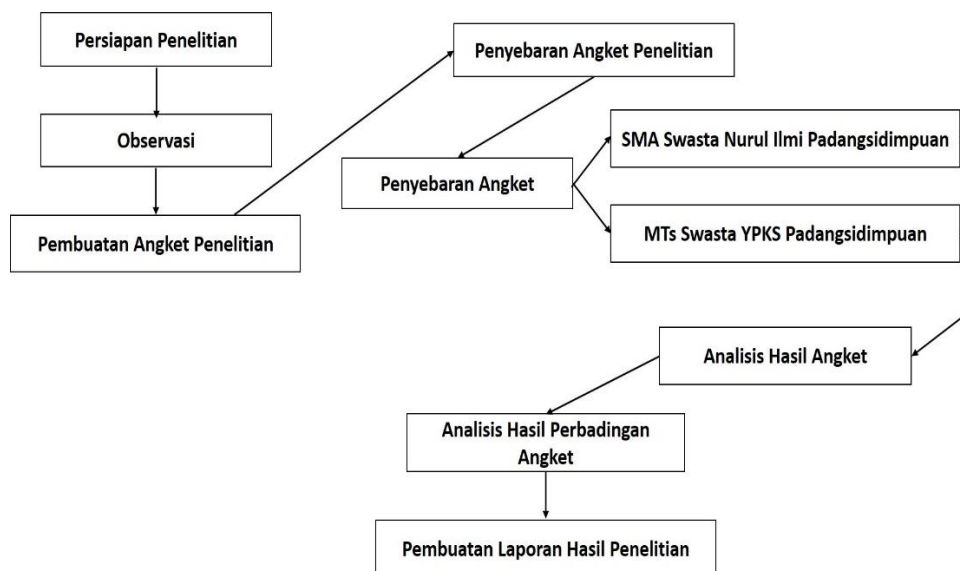 Persiapan Penelitian
Observasi
Pembuatan Angket Penelitian
Penyebaran Angket Penelitian
Penyebaran Angket
SMA Swasta Nurul Ilmi Padangsidimpuan
MTs Swasta YPKS Padangsidimpuan
Analisis Hasil Angket
Analisis Hasil Perbadingan
Angket
Pembuatan Laporan Hasil Penelitian